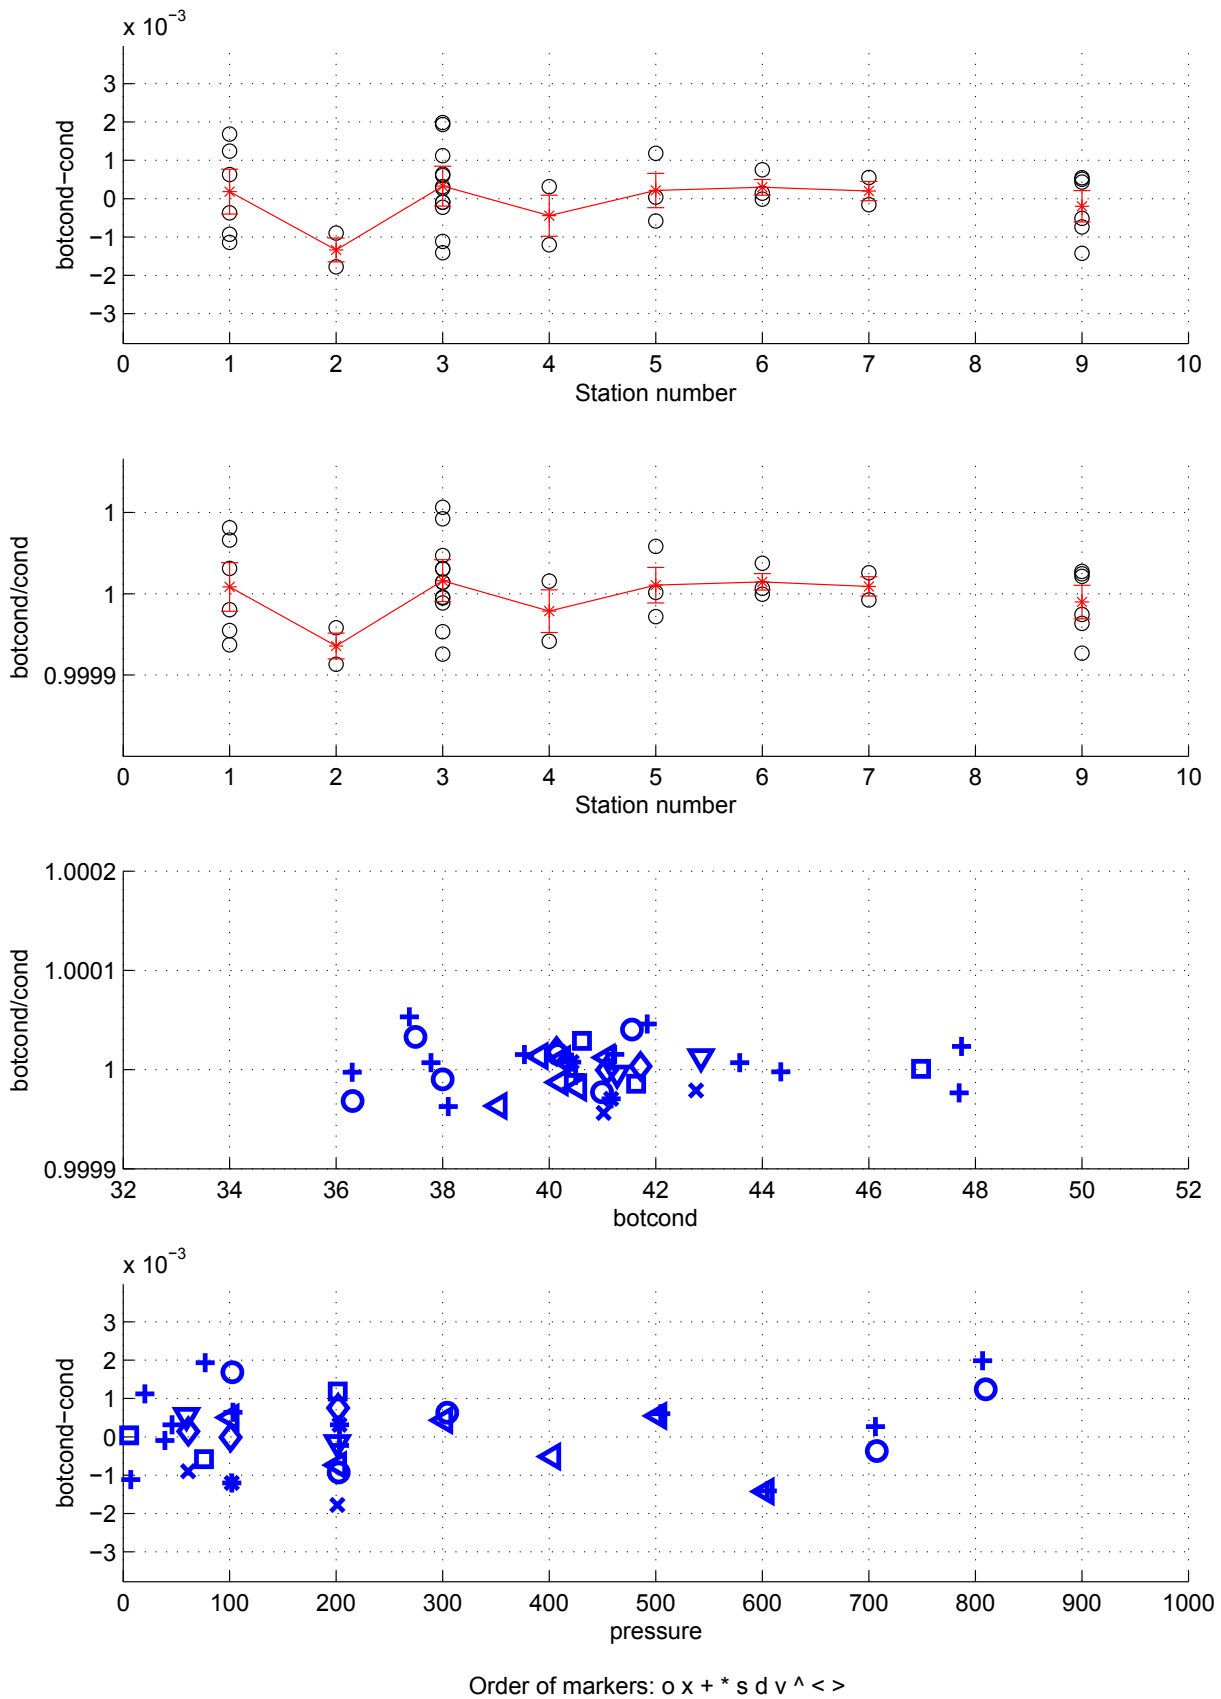 x 10−3
3
2
1
0
−1
−2
−3
botcond−cond
0 1 2 3 4 5 6 7 8 9 10
Station number
1
1
0.9999
botcond/cond
0 1 2 3 4 5 6 7 8 9 10
Station number
1.0002
1.0001
1
0.9999
botcond/cond
32 34 36 38 40 42 44 46 48 50 52
botcond
x 10−3
3
2
1
0
−1
−2
−3
botcond−cond
0 100 200 300 400 500 600 700 800 900 1000
pressure
Order of markers: o x + * s d v ^ < >